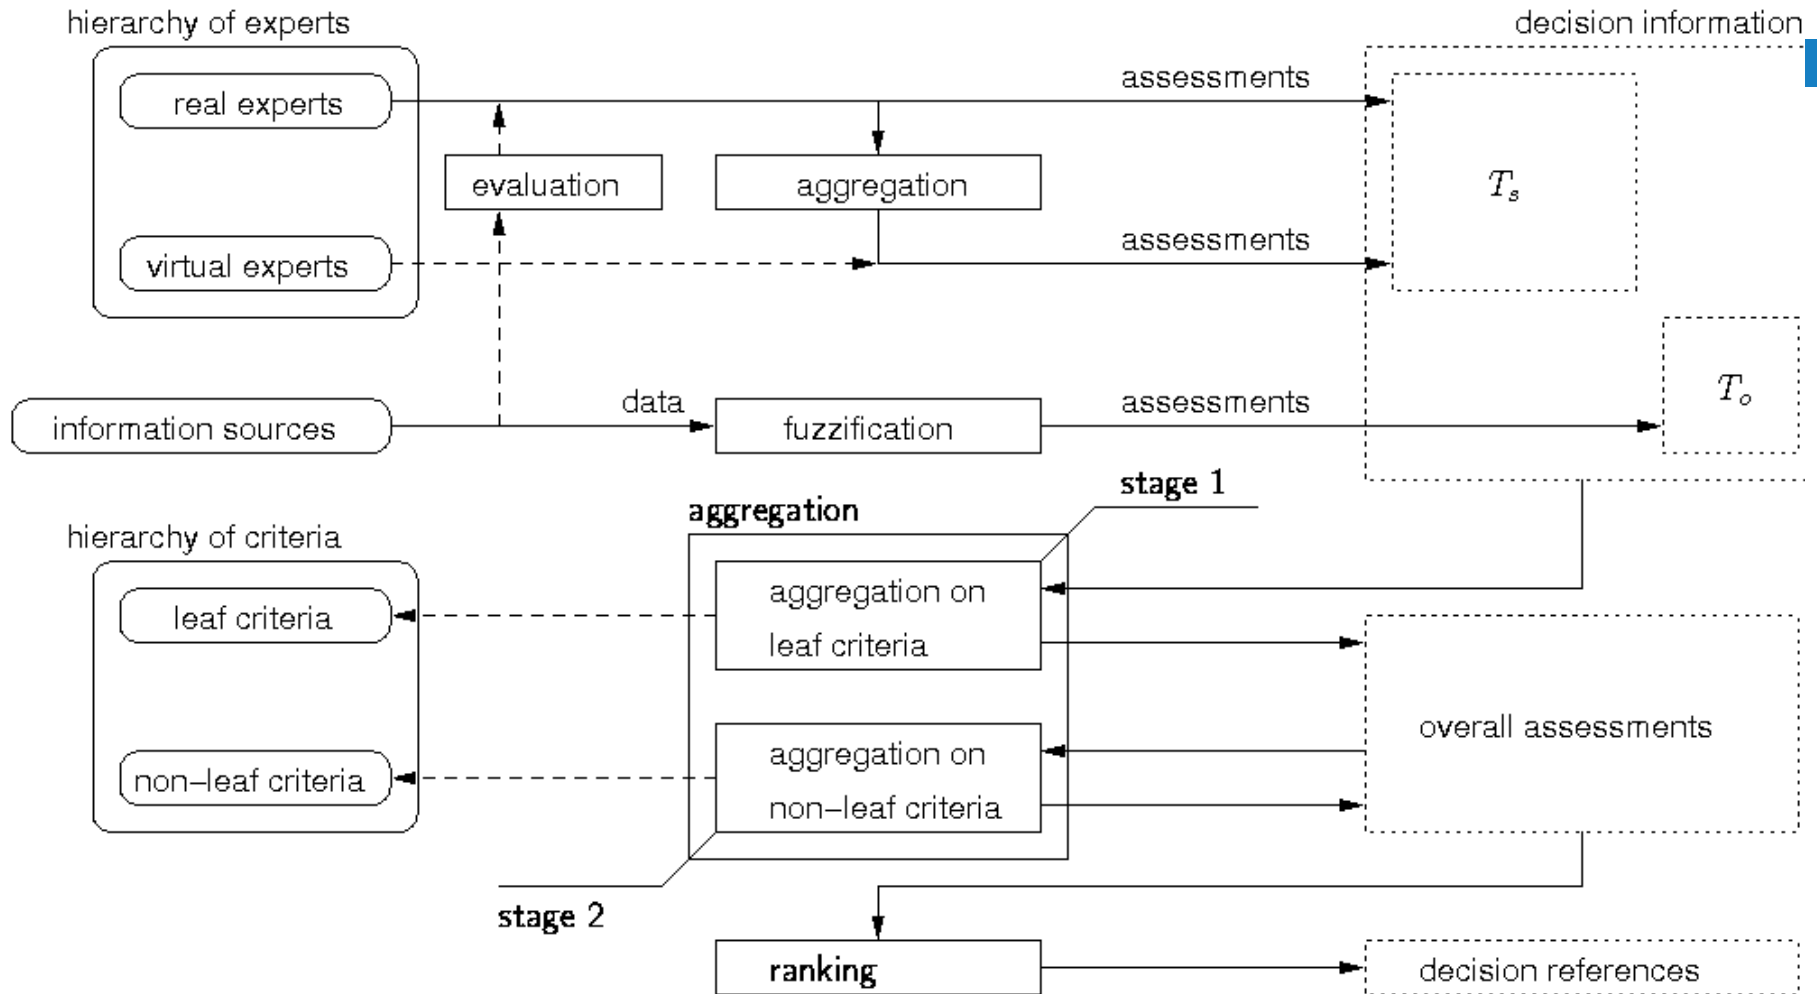 hierarchy of experts
decision information
real experts
assessments
evaluation
aggregation
T_s
virtual experts
assessments
T_o
information sources
data
fuzzification
assessments
stage 1
aggregation
hierarchy of criteria
aggregation on
leaf criteria
leaf criteria
overall assessments
aggregation on
non–leaf criteria
non–leaf criteria
stage 2
ranking
decision references